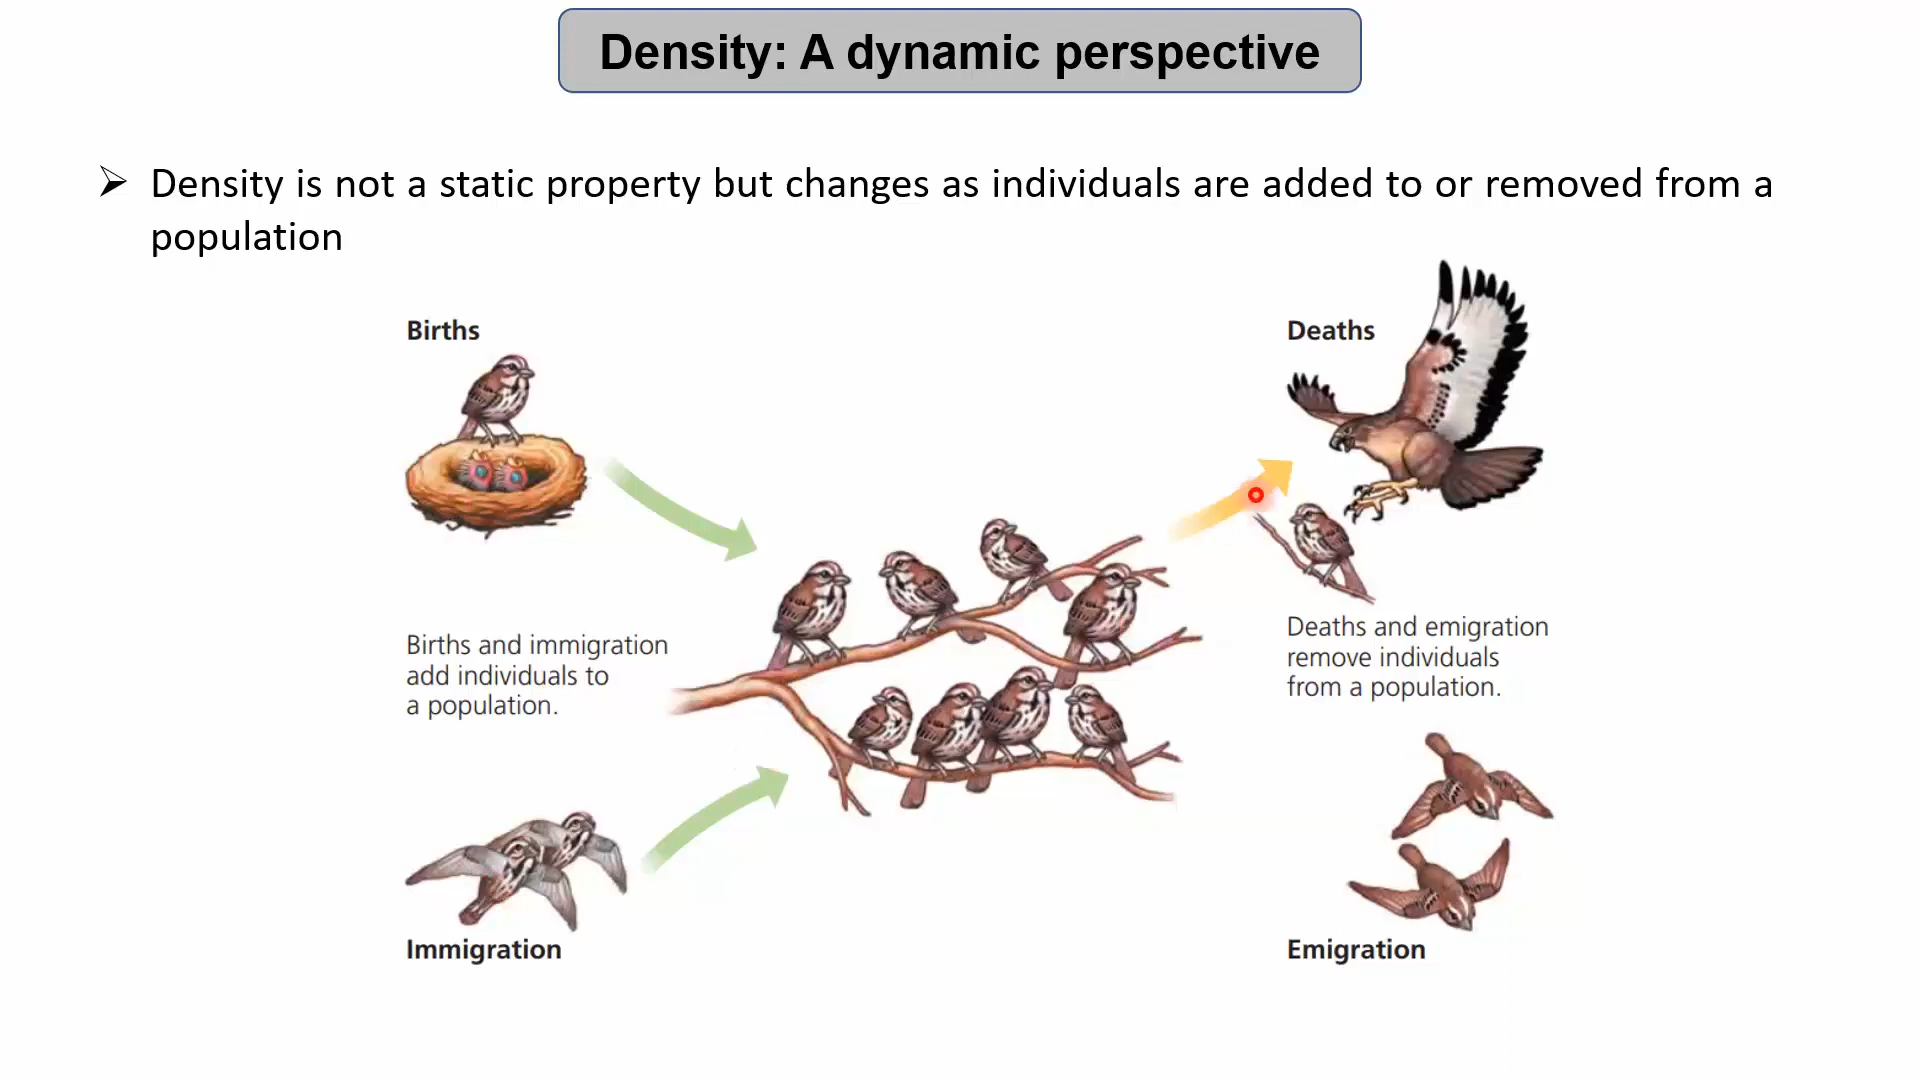 Density: A dynamic perspective
Density is not a static property but changes as individuals are added to or removed from a
population
Births
Deaths
Births and immigration
add individuals to
a population.
Deaths and emigration
remove individuals
from a population.
Immigration
Emigration